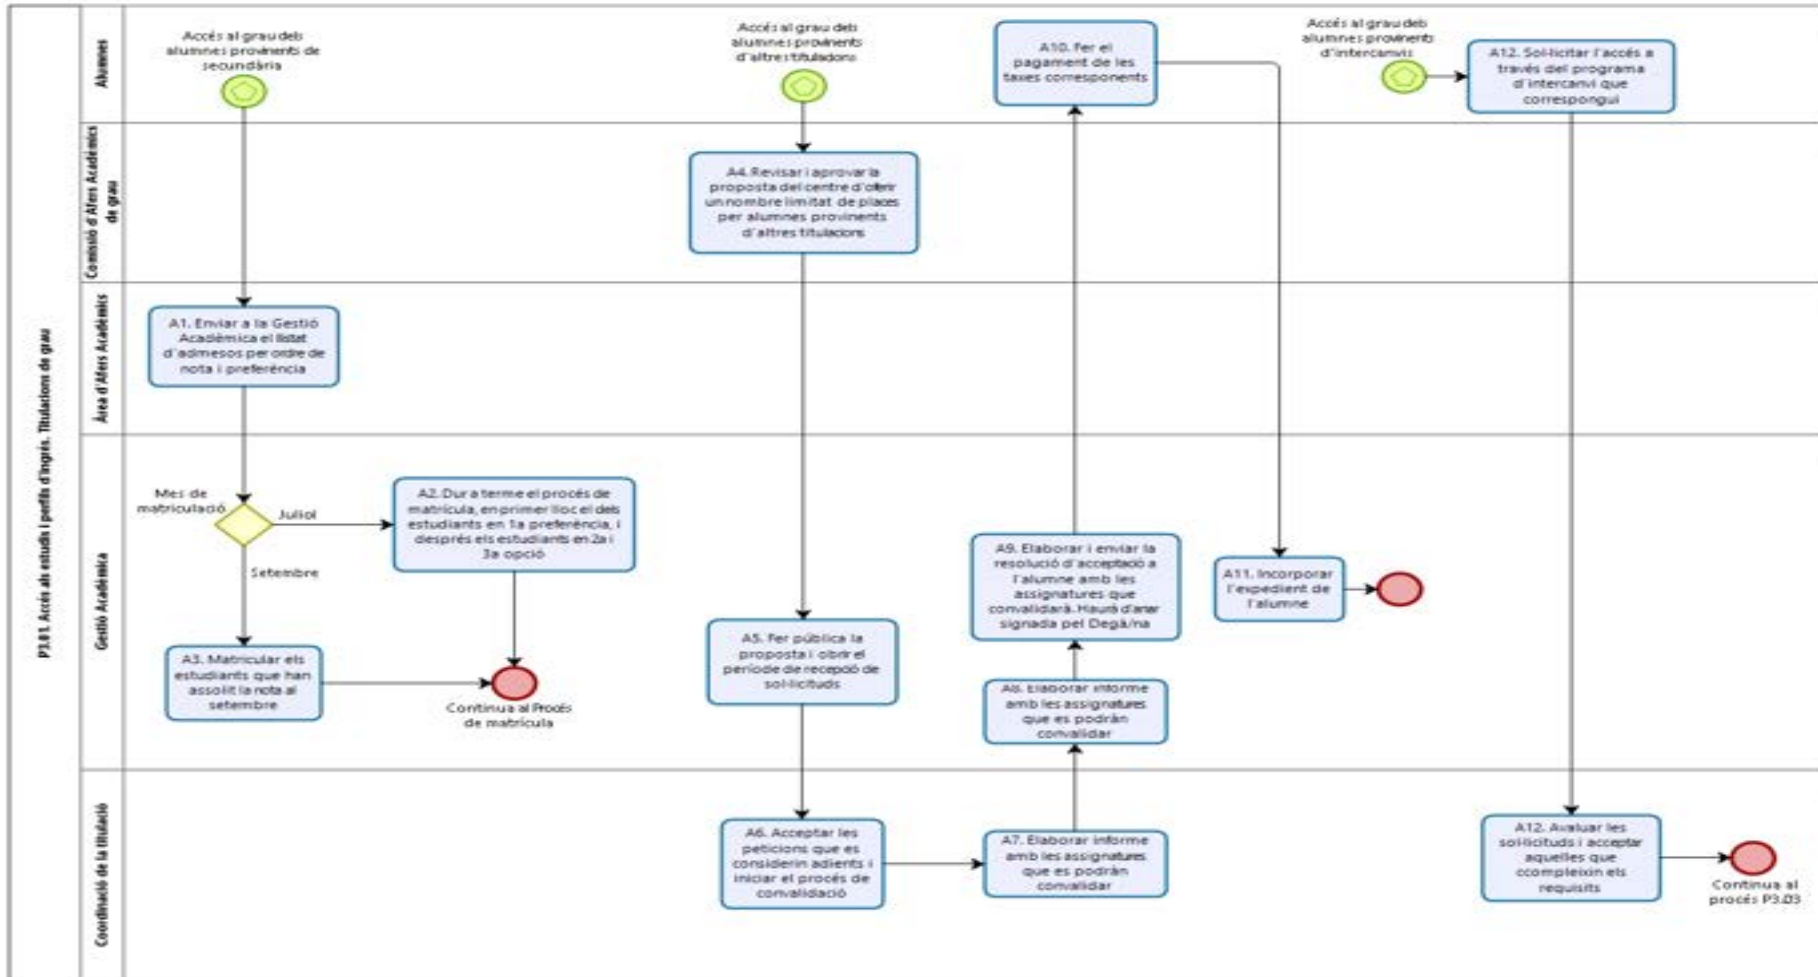 P3.01. Accés als estudis i perfils d'ingrés. Titulacions de grau
Alumnes
Accés al grau dels
alumnes provinents de
secundària
Accés al grau dels
alumnes provinents
d'altres titulacions
A10. Fer el
pagament de les
taxes corresponents
Accés al grau dels
alumnes provinents
d'intercanvis
A12. Sol·licitar l'accés a
través del programa
d'intercanvi que
correspongui
Comissió d'Afers Acadèmics
de grau
A4. Revisar i aprovar la
proposta del centre d'oferir
un nombre limitat de places
per alumnes provinents
d'altres titulacions
Àrea d'Afers Acadèmics
A1. Enviar a la Gestió
Acadèmica el llistat
d'admesos per ordre de
nota i preferència
Gestió Acadèmica
Mes de
matriculació
Juliol
Setembre
A2. Dur a terme el procés de
matrícula, en primer lloc el dels
estudiants en 1a preferència, i
després els estudiants en 2a i
3a opció
A3. Matricular els
estudiants que han
assolit la nota al
setembre
Continua al Procés
de matrícula
A5. Fer pública la
proposta i obrir el
període de recepció de
sol·licituds
A9. Elaborar i enviar la
resolució d'acceptació a
l'alumne amb les
assignatures que
convalidarà. Haurà d'anar
signada pel Degà/na
A8. Elaborar informe
amb les assignatures
que es podràn
convalidar
A11. Incorporar
l'expedient de
l'alumne
Coordinació de la titulació
A6. Acceptar les
peticions que es
considerin adients i
iniciar el procés de
convalidació
A7. Elaborar informe
amb les assignatures
que es podràn
convalidar
A12. Avaluar les
sol·licituds i acceptar
aquelles que
ccompleixin els
requisits
Continua al
procés P3.03